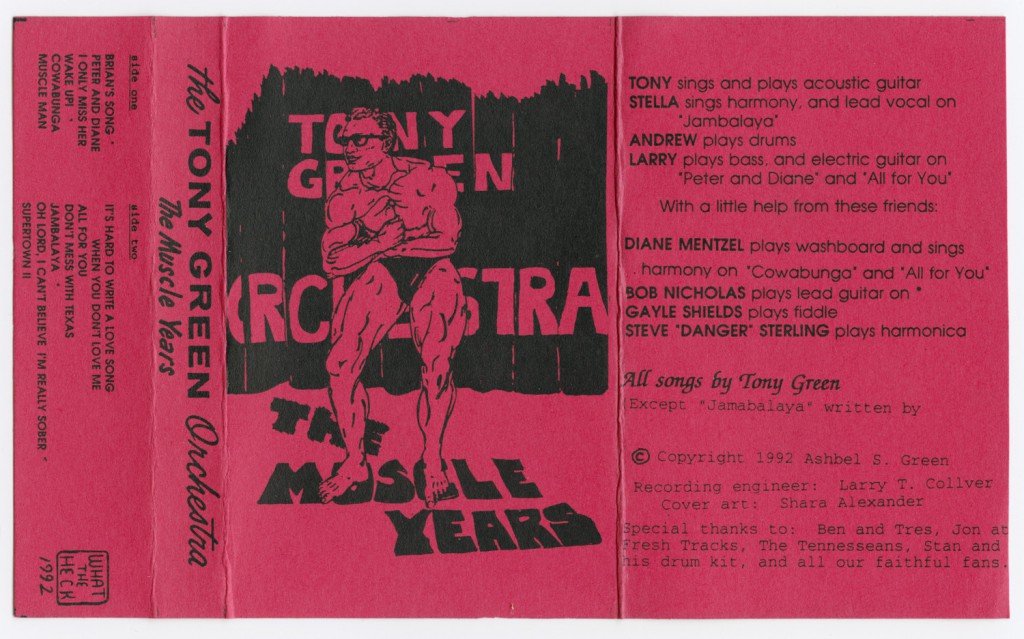 side one
BRIAN'S SONG *
PETER AND DIANE
I ONLY MISS HER
WAKE UP! *
COWABUNGA
MUSCLE MAN
side two
IT'S HARD TO WRITE A LOVE SONG
WHEN YOU DON'T LOVE ME
ALL FOR YOU *
DON'T MESS WITH TEXAS
JAMBALAYA *
OH LORD, I CAN'T BELIEVE I'M REALLY SOBER *
SUPERTOWN II
WHAT
THE
HECK
1992
the TONY GREEN Orchestra
The Muscle Years
TONY
GREEN
ORCHESTRA
THE
MUSCLE
YEARS
TONY sings and plays acoustic guitar
STELLA sings harmony, and lead vocal on
"Jambalaya"
ANDREW plays drums
LARRY plays bass, and electric guitar on
"Peter and Diane" and "All for You"
With a little help from these friends:
DIANE MENTZEL plays washboard and sings
harmony on "Cowabunga" and "All for You"
BOB NICHOLAS plays lead guitar on *
GAYLE SHIELDS plays fiddle
STEVE "DANGER" STERLING plays harmonica
All songs by Tony Green
(Except "Jamabalaya" written by
© Copyright 1992 Ashbel S. Green
Recording engineer: Larry T. Collver
Cover art: Shara Alexander
Special thanks to: Ben and Tres, Jon at
Fresh Tracks, The Tennesseans, Stan and
his drum kit, and all our faithful fans.